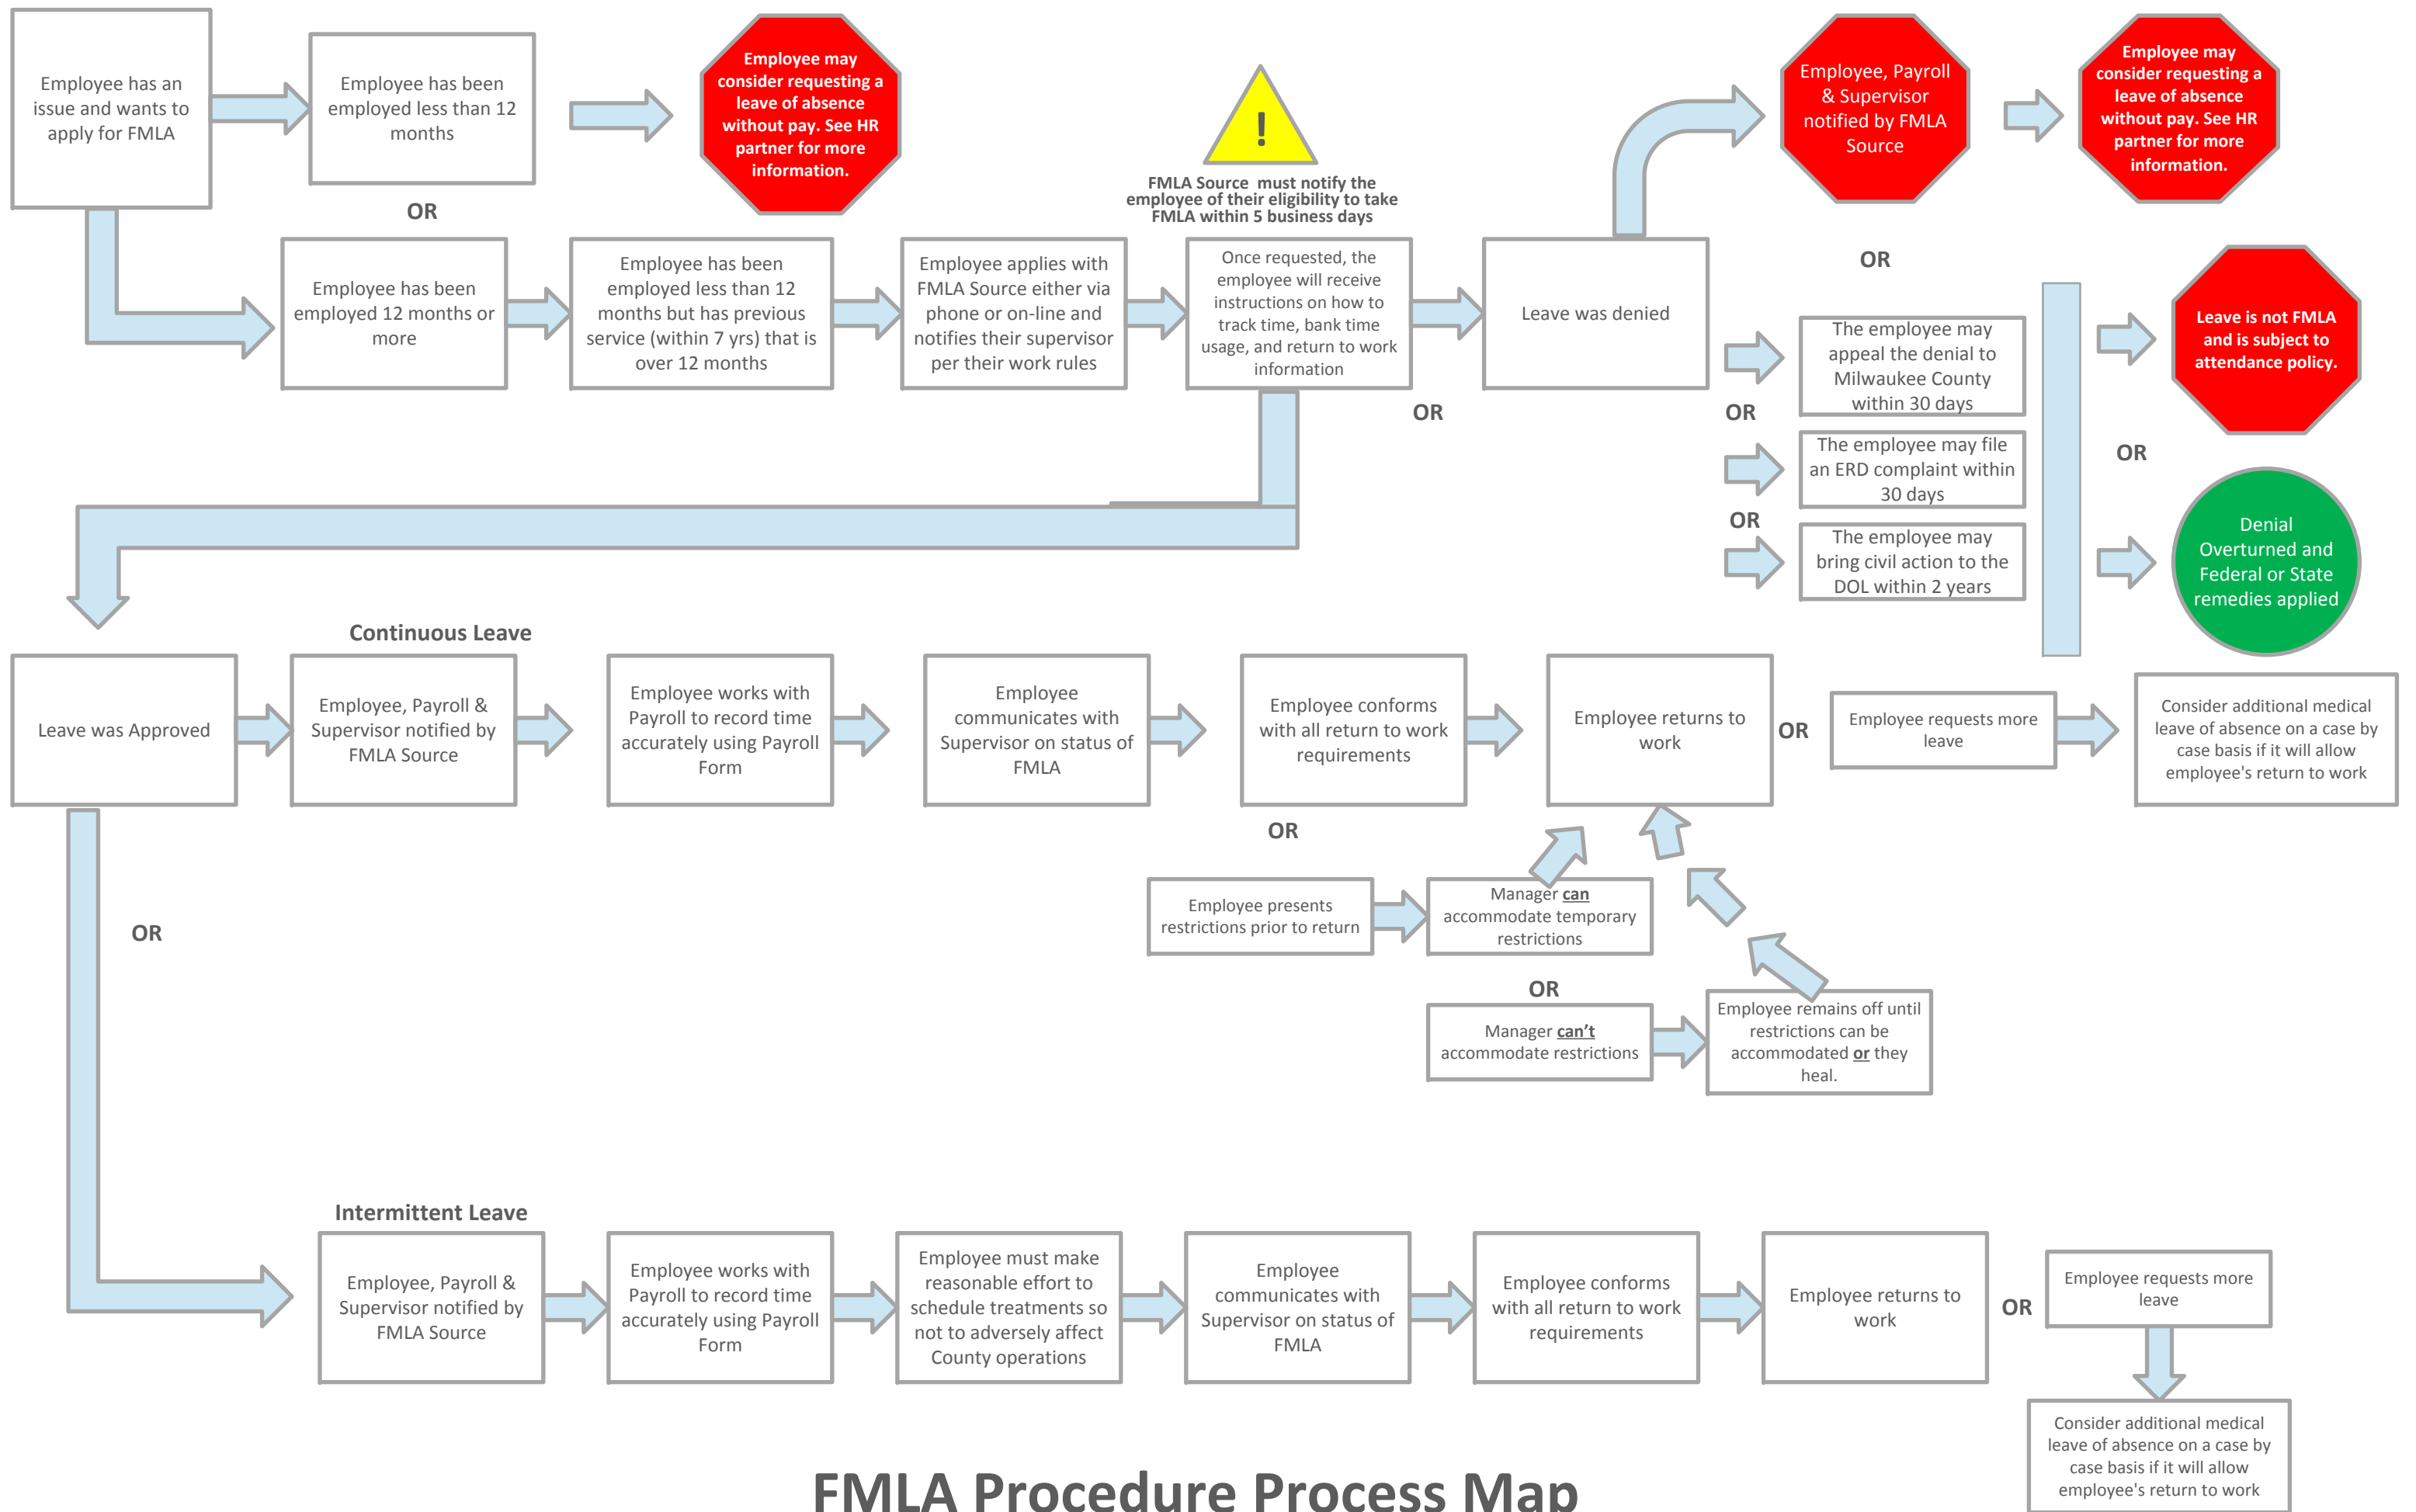 Employee has an
issue and wants to
apply for FMLA
Employee has been
employed less than 12
months
Employee may
consider requesting a
leave of absence
without pay. See HR
partner for more
information.
!
FMLA Source must notify the
employee of their eligibility to take
FMLA within 5 business days
Employee, Payroll
& Supervisor
notified by FMLA
Source
Employee may
consider requesting a
leave of absence
without pay. See HR
partner for more
information.
OR
Employee has been
employed 12 months or
more
Employee has been
employed less than 12
months but has previous
service (within 7 yrs) that is
over 12 months
Employee applies with
FMLA Source either via
phone or on-line and
notifies their supervisor
per their work rules
Once requested, the
employee will receive
instructions on how to
track time, bank time
usage, and return to work
information
OR
Leave was denied
OR
OR
The employee may
appeal the denial to
Milwaukee County
within 30 days
The employee may file
an ERD complaint within
30 days
OR
The employee may
bring civil action to the
DOL within 2 years
Leave is not FMLA
and is subject to
attendance policy.
OR
Denial
Overturned and
Federal or State
remedies applied
Continuous Leave
Leave was Approved
Employee, Payroll &
Supervisor notified by
FMLA Source
Employee works with
Payroll to record time
accurately using Payroll
Form
Employee
communicates with
Supervisor on status of
FMLA
Employee conforms
with all return to work
requirements
Employee returns to
work
OR
Employee requests more
leave
Consider additional medical
leave of absence on a case by
case basis if it will allow
employee's return to work
OR
Employee presents
restrictions prior to return
Manager can
accommodate temporary
restrictions
OR
Manager can’t
accommodate restrictions
Employee remains off until
restrictions can be
accommodated or they
heal.
OR
Intermittent Leave
Employee, Payroll &
Supervisor notified by
FMLA Source
Employee works with
Payroll to record time
accurately using Payroll
Form
Employee must make
reasonable effort to
schedule treatments so
not to adversely affect
County operations
Employee
communicates with
Supervisor on status of
FMLA
Employee conforms
with all return to work
requirements
Employee returns to
work
OR
Employee requests more
leave
Consider additional medical
leave of absence on a case by
case basis if it will allow
employee's return to work
FMLA Procedure Process Map